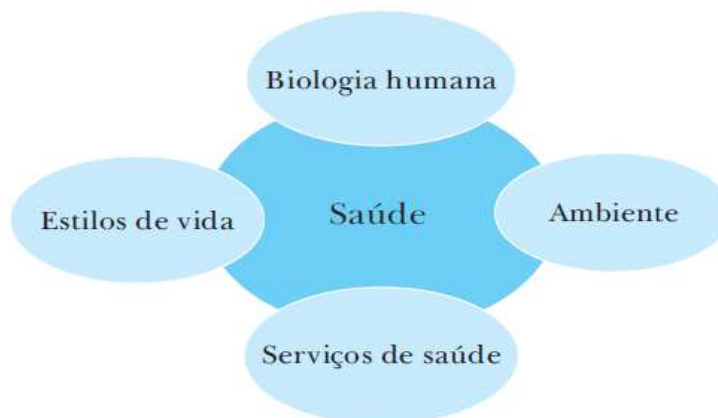 Biologia humana
Estilos de vida
Saúde
Ambiente
Serviços de saúde